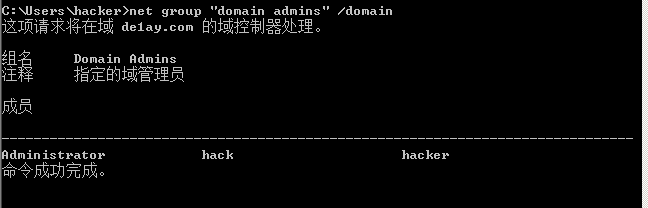 C:\Users\hacker>net group "domain admins" /domain
这项请求将在域 de1ay.com 的域控制器处理。
组名     Domain Admins
注释     指定的域管理员
成员
-------------------------------------------------------------------------------
Administrator            hack                     hacker
命令成功完成。